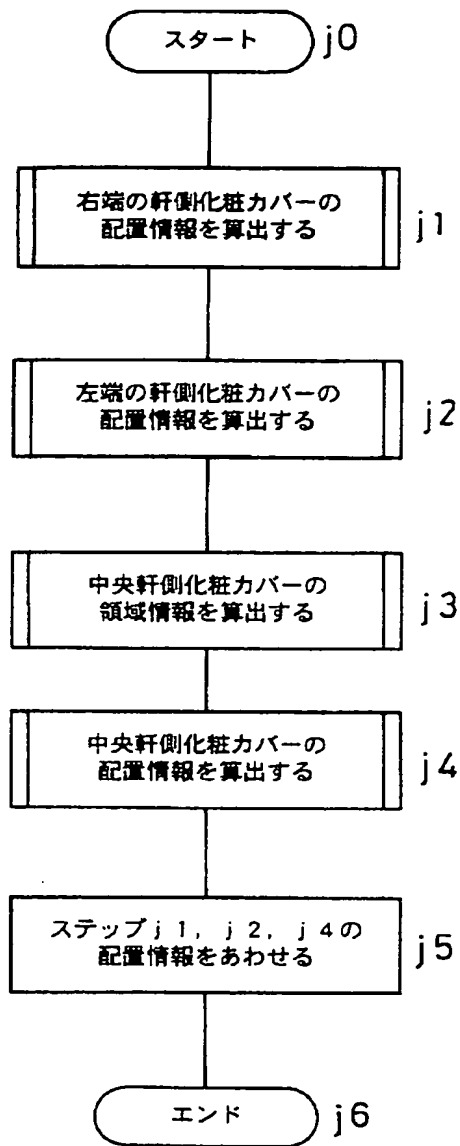 スタート j0
右端の軒側化粧カバーの
配置情報を算出する j1
左端の軒側化粧カバーの
配置情報を算出する j2
中央軒側化粧カバーの
領域情報を算出する j3
中央軒側化粧カバーの
配置情報を算出する j4
ステップj1,j2,j4の
配置情報をあわせる j5
エンド j6